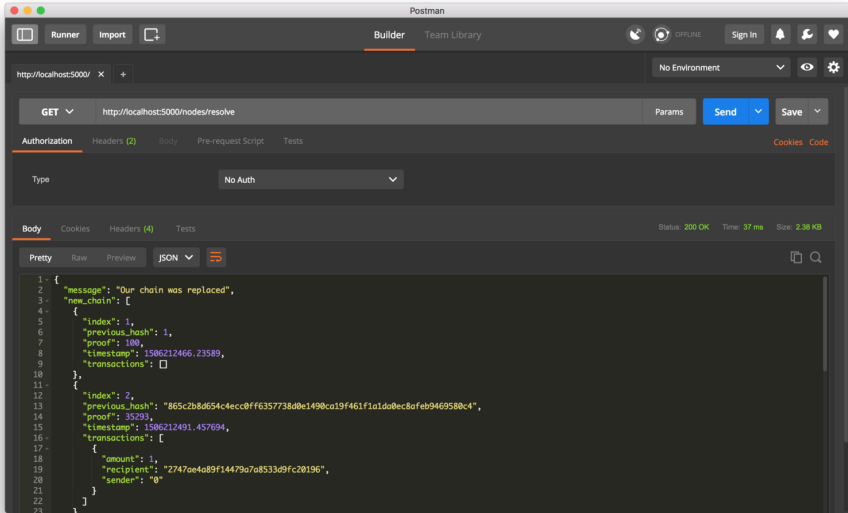 Postman
Runner Import Builder Team Library OFFLINE Sign In
http://localhost:5000/ × + No Environment
GET http://localhost:5000/nodes/resolve Params Send Save
Authorization Headers (2) Body Pre-request Script Tests Cookies Code
Type No Auth
Body Cookies Headers (4) Tests Status: 200 OK Time: 37 ms Size: 2.38 KB
Pretty Raw Preview JSON
1 {
2 "message": "Our chain was replaced",
3 "new_chain": [
4 {
5 "index": 1,
6 "previous_hash": 1,
7 "proof": 100,
8 "timestamp": 1506212466.23589,
9 "transactions": []
10 },
11 {
12 "index": 2,
13 "previous_hash": "865c2b8d654c4ecc0ff6357738d0e1490ca19f461f1a1da0ec8afeb9469580c4",
14 "proof": 35293,
15 "timestamp": 1506212491.457694,
16 "transactions": [
17 {
18 "amount": 1,
19 "recipient": "2747ae4a89f14479a7a8533d9fc20196",
20 "sender": "0"
21 }
22 ]
23 }